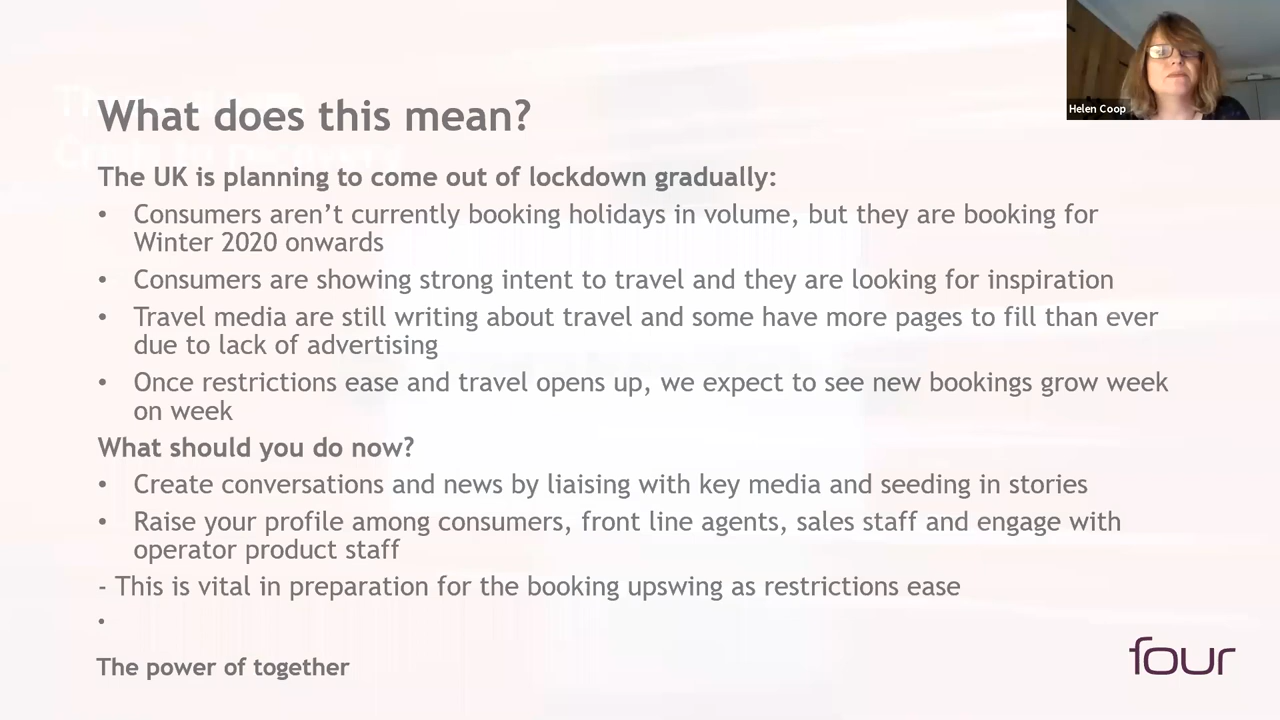 Helen Coop
What does this mean?
The UK is planning to come out of lockdown gradually:
• Consumers aren’t currently booking holidays in volume, but they are booking for
Winter 2020 onwards
• Consumers are showing strong intent to travel and they are looking for inspiration
• Travel media are still writing about travel and some have more pages to fill than ever
due to lack of advertising
• Once restrictions ease and travel opens up, we expect to see new bookings grow week
on week
What should you do now?
• Create conversations and news by liaising with key media and seeding in stories
• Raise your profile among consumers, front line agents, sales staff and engage with
operator product staff
- This is vital in preparation for the booking upswing as restrictions ease
•
The power of together
four